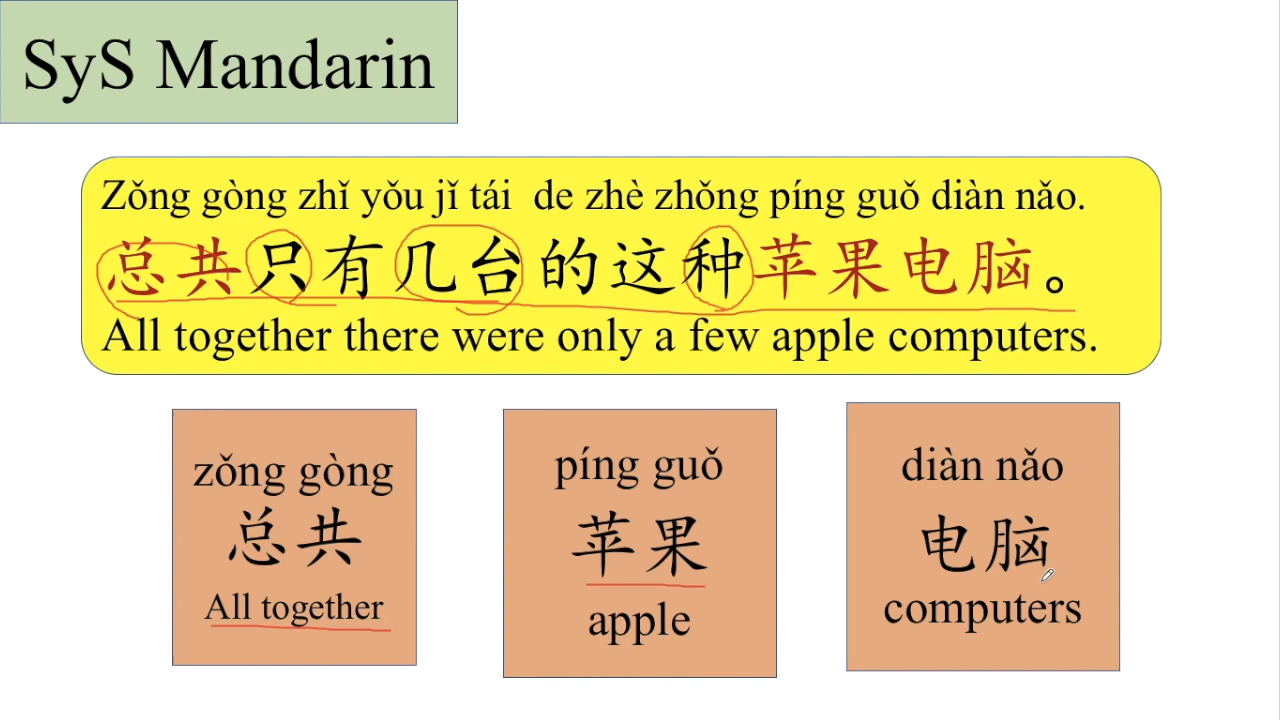 SyS Mandarin
Zǒng gòng zhǐ yǒu jǐ tái  de zhè zhǒng píng guǒ diàn nǎo.
总共只有几台的这种苹果电脑。
All together there were only a few apple computers.
zǒng gòng
总共
All together
píng guǒ
苹果
apple
diàn nǎo
电脑
computers